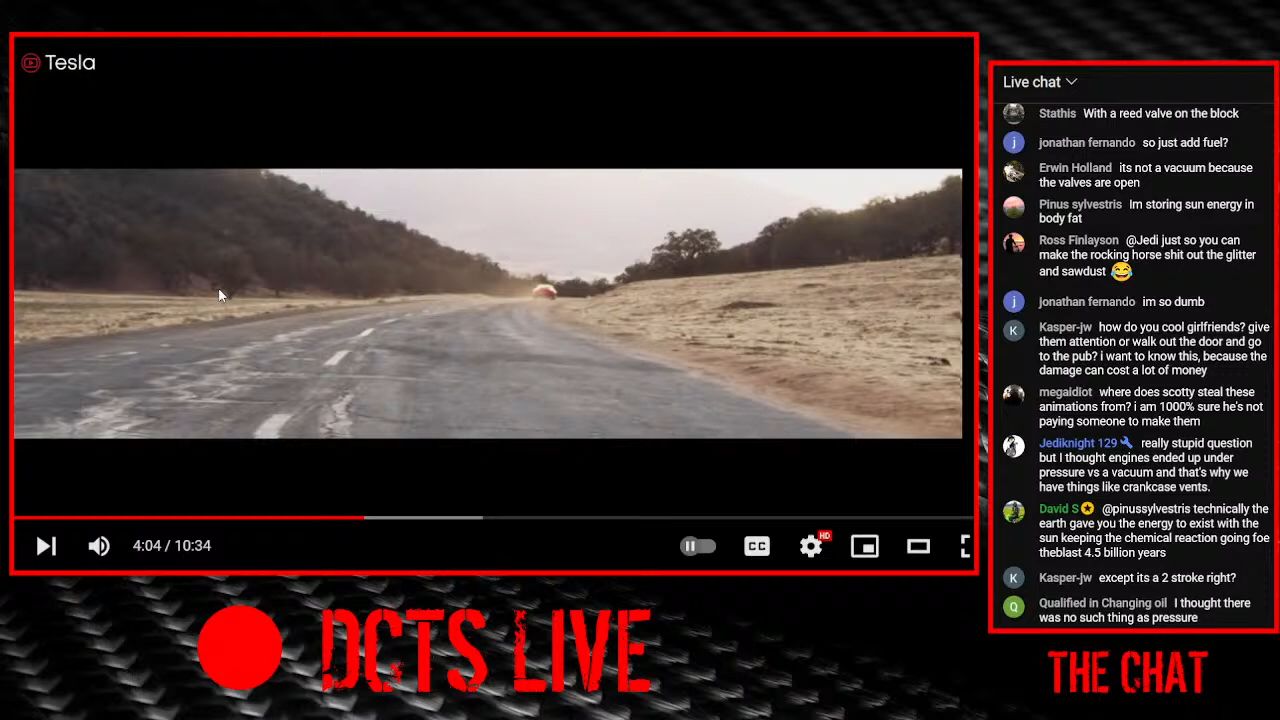 Tesla
4:04 / 10:34
CC
HD
DCTS LIVE
Live chat
Stathis With a reed valve on the block
j
jonathan fernando so just add fuel?
Erwin Holland its not a vacuum because
the valves are open
Pinus sylvestris Im storing sun energy in
body fat
Ross Finlayson @Jedi just so you can
make the rocking horse shit out the glitter
and sawdust 😂
j
jonathan fernando im so dumb
K
Kasper-jw how do you cool girlfriends? give
them attention or walk out the door and go
to the pub? i want to know this, because the
damage can cost a lot of money
megaidiot where does scotty steal these
animations from? i am 1000% sure he's not
paying someone to make them
Jediknight 129 really stupid question
but I thought engines ended up under
pressure vs a vacuum and that's why we
have things like crankcase vents.
David S @pinussylvestris technically the
earth gave you the energy to exist with the
sun keeping the chemical reaction going foe
theblast 4.5 billion years
K
Kasper-jw except its a 2 stroke right?
Q
Qualified in Changing oil I thought there
was no such thing as pressure
THE CHAT